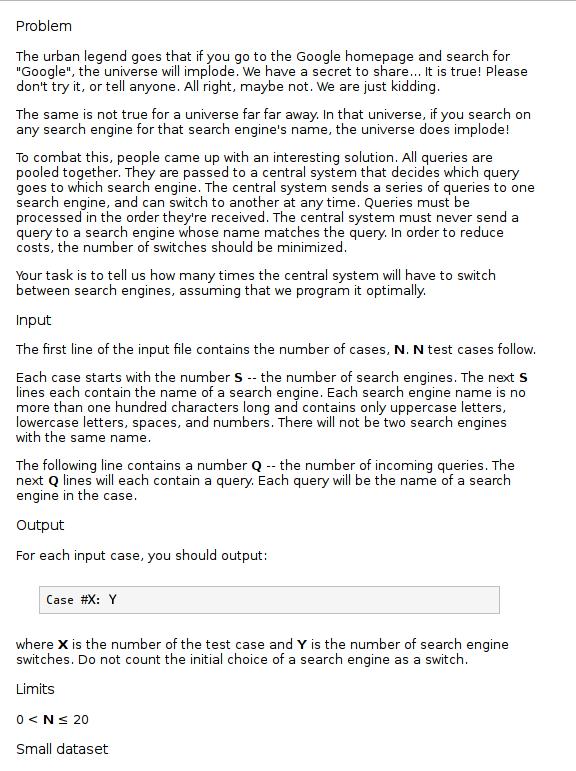 Problem
The urban legend goes that if you go to the Google homepage and search for
"Google", the universe will implode. We have a secret to share... It is true! Please
don't try it, or tell anyone. All right, maybe not. We are just kidding.
The same is not true for a universe far far away. In that universe, if you search on
any search engine for that search engine's name, the universe does implode!
To combat this, people came up with an interesting solution. All queries are
pooled together. They are passed to a central system that decides which query
goes to which search engine. The central system sends a series of queries to one
search engine, and can switch to another at any time. Queries must be
processed in the order they're received. The central system must never send a
query to a search engine whose name matches the query. In order to reduce
costs, the number of switches should be minimized.
Your task is to tell us how many times the central system will have to switch
between search engines, assuming that we program it optimally.
Input
The first line of the input file contains the number of cases, N. N test cases follow.
Each case starts with the number S -- the number of search engines. The next S
lines each contain the name of a search engine. Each search engine name is no
more than one hundred characters long and contains only uppercase letters,
lowercase letters, spaces, and numbers. There will not be two search engines
with the same name.
The following line contains a number Q -- the number of incoming queries. The
next Q lines will each contain a query. Each query will be the name of a search
engine in the case.
Output
For each input case, you should output:
Case #X: Y
where X is the number of the test case and Y is the number of search engine
switches. Do not count the initial choice of a search engine as a switch.
Limits
0 < N ≤ 20
Small dataset